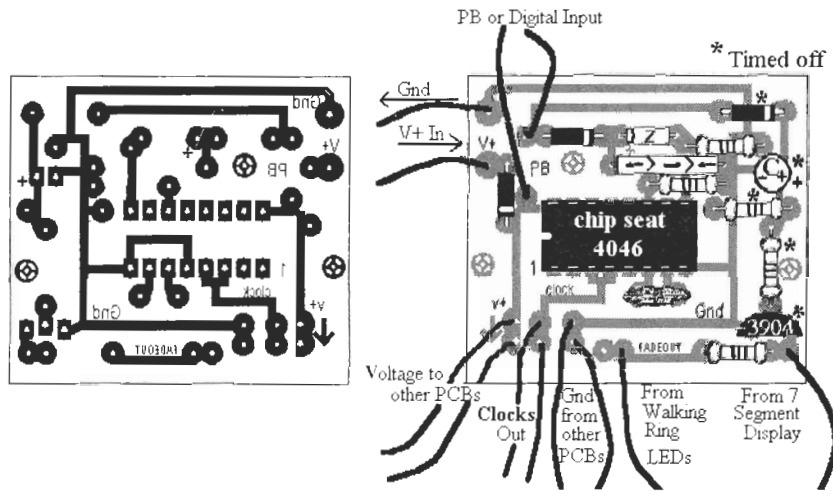 PB or Digital Input
* Timed off
Gnd
V+ In
Gnd
V+
+
PB
+
1
clock
Gnd
V+
FADEOUT
V+
PB
Z
C4
*
+
*
*
chip seat
4046
1
clock
Gnd
V+
3904
*
FADEOUT
Voltage to
other PCBs
Clocks
Out
Gnd
from
other
PCBs
From
Walking
Ring
LEDs
From 7
Segment
Display